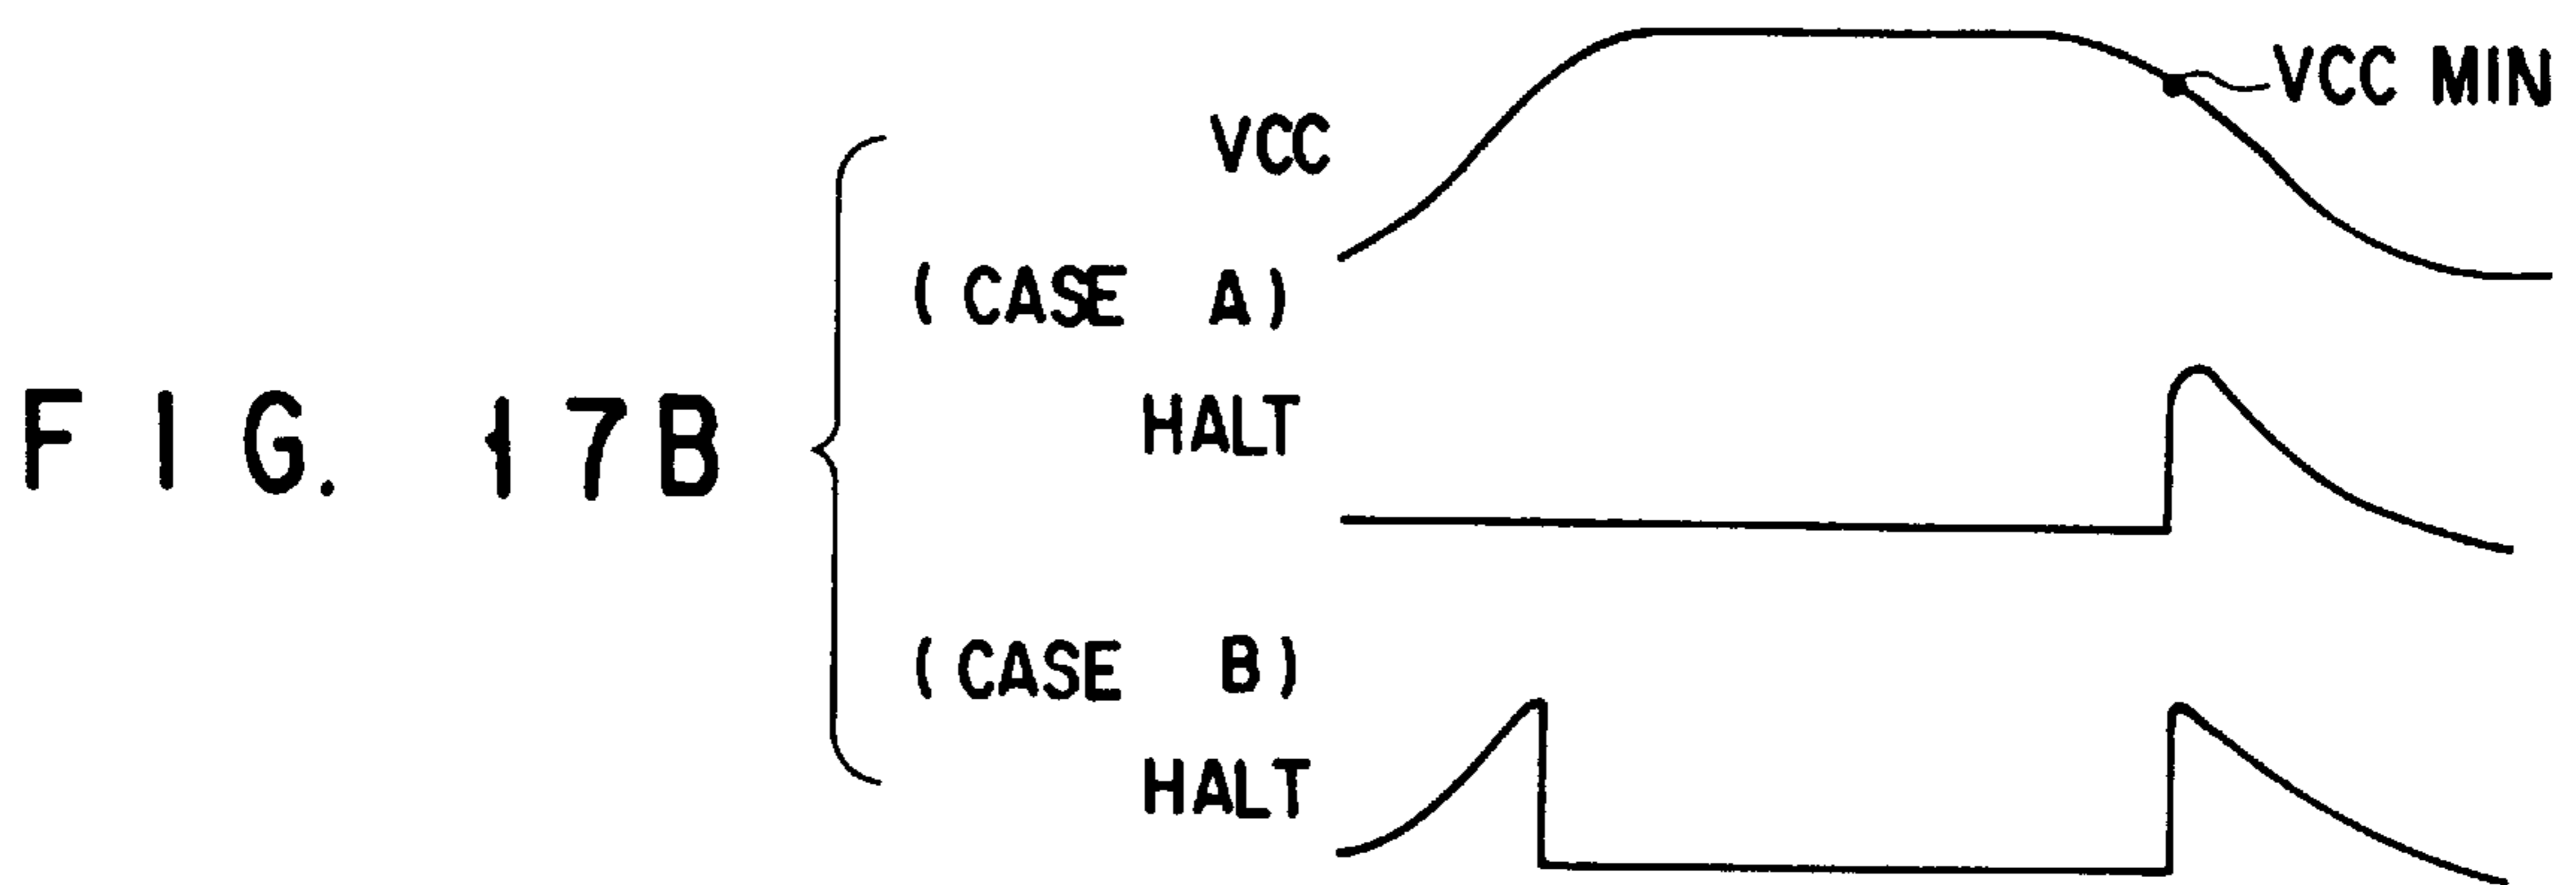 FIG. 17B
VCC
VCC MIN
(CASE A)
HALT
(CASE B)
HALT